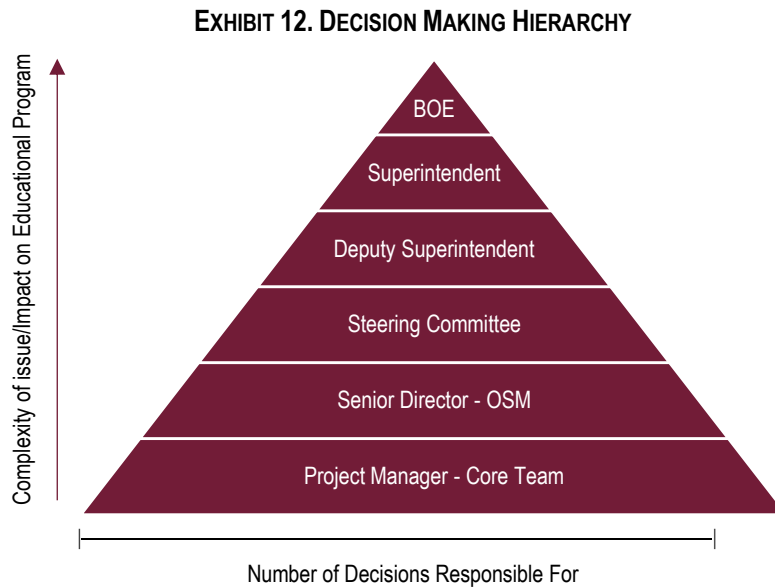 EXHIBIT 12. DECISION MAKING HIERARCHY
Complexity of issue/Impact on Educational Program
BOE
Superintendent
Deputy Superintendent
Steering Committee
Senior Director - OSM
Project Manager - Core Team
Number of Decisions Responsible For